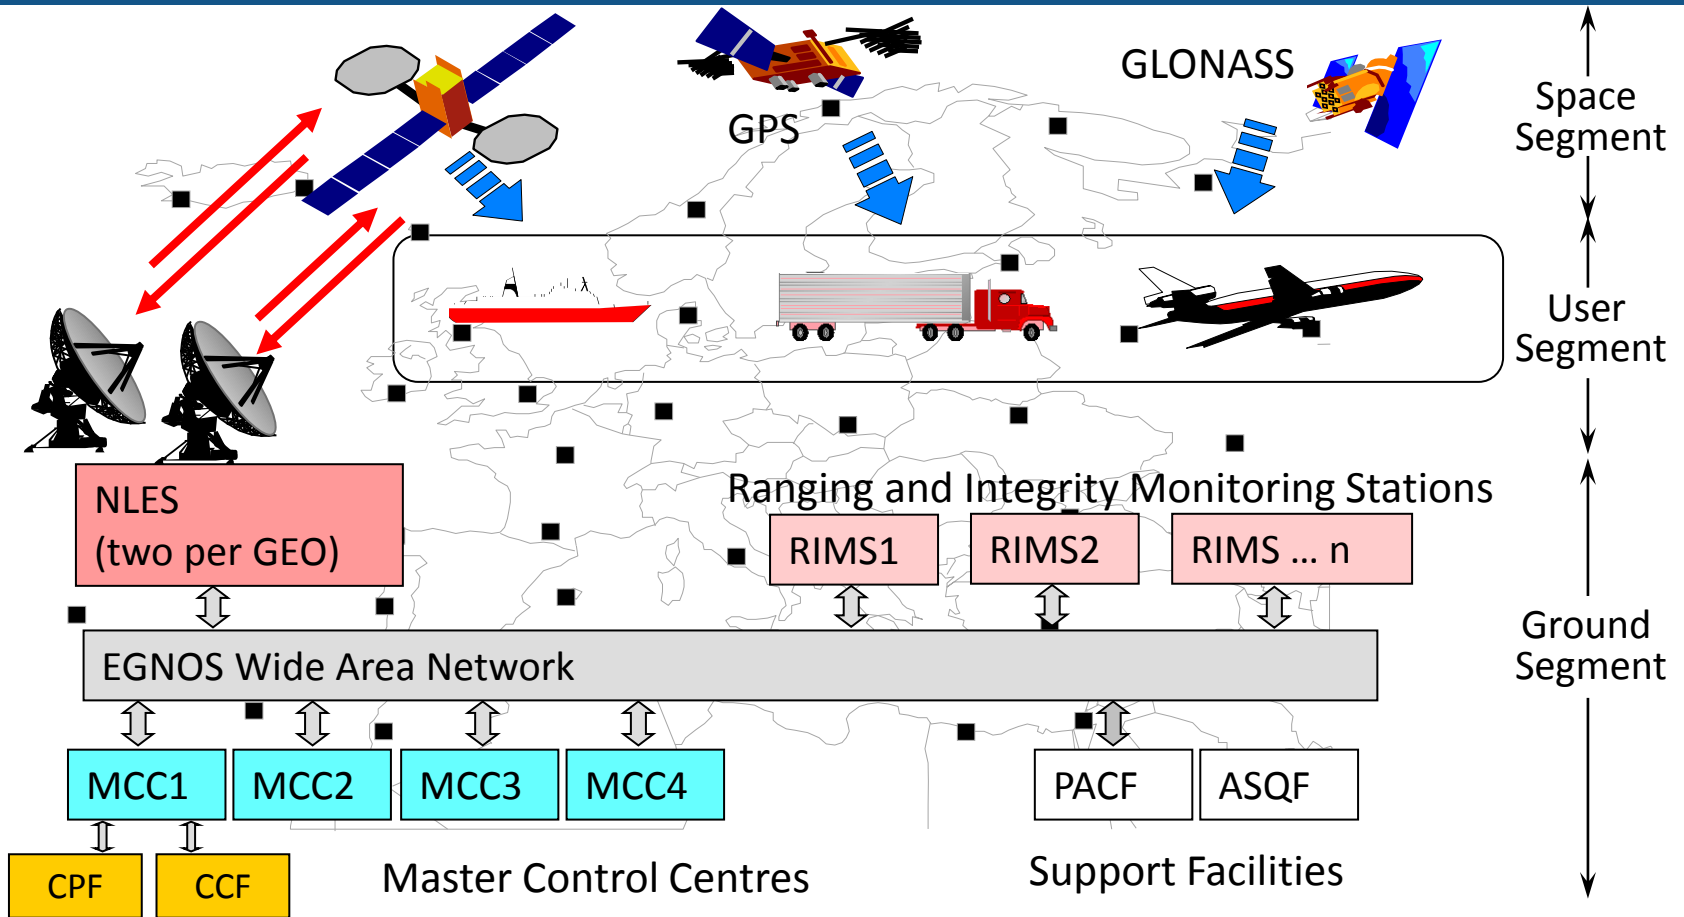 GPS
GLONASS
Space
Segment
User
Segment
NLES
(two per GEO)
Ranging and Integrity Monitoring Stations
RIMS1
RIMS2
RIMS ... n
Ground
Segment
EGNOS Wide Area Network
MCC1
MCC2
MCC3
MCC4
PACF
ASQF
CPF
CCF
Master Control Centres
Support Facilities